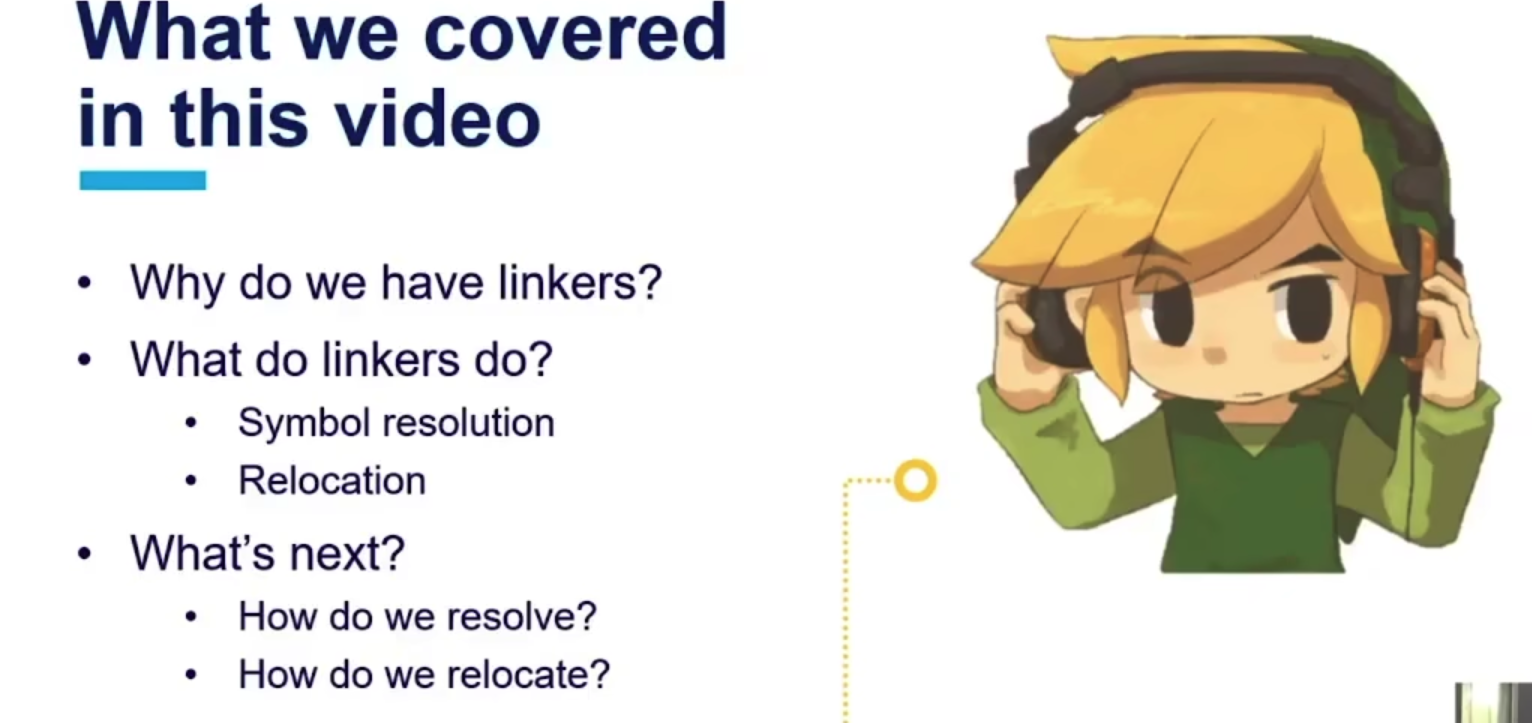 What we covered
in this video
• Why do we have linkers?
• What do linkers do?
• Symbol resolution
• Relocation
• What’s next?
• How do we resolve?
• How do we relocate?